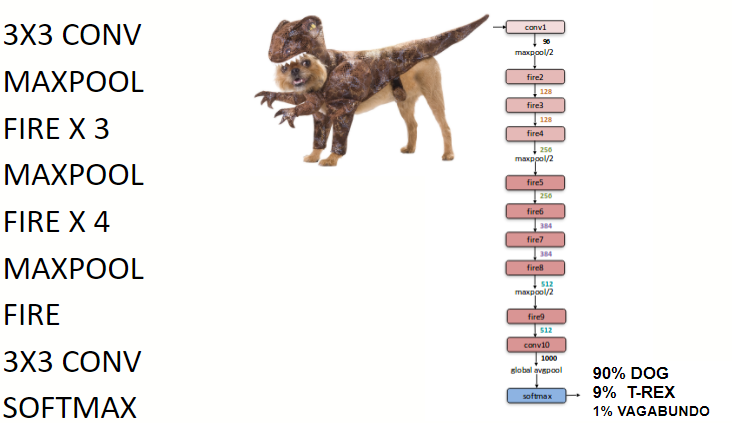 3X3 CONV
MAXPOOL
FIRE X 3
MAXPOOL
FIRE X 4
MAXPOOL
FIRE
3X3 CONV
SOFTMAX
conv1
96
maxpool/2
fire2
128
fire3
128
fire4
256
maxpool/2
fire5
256
fire6
384
fire7
384
fire8
512
maxpool/2
fire9
512
conv10
1000
global avgpool
softmax
90% DOG
9% T-REX
1% VAGABUNDO